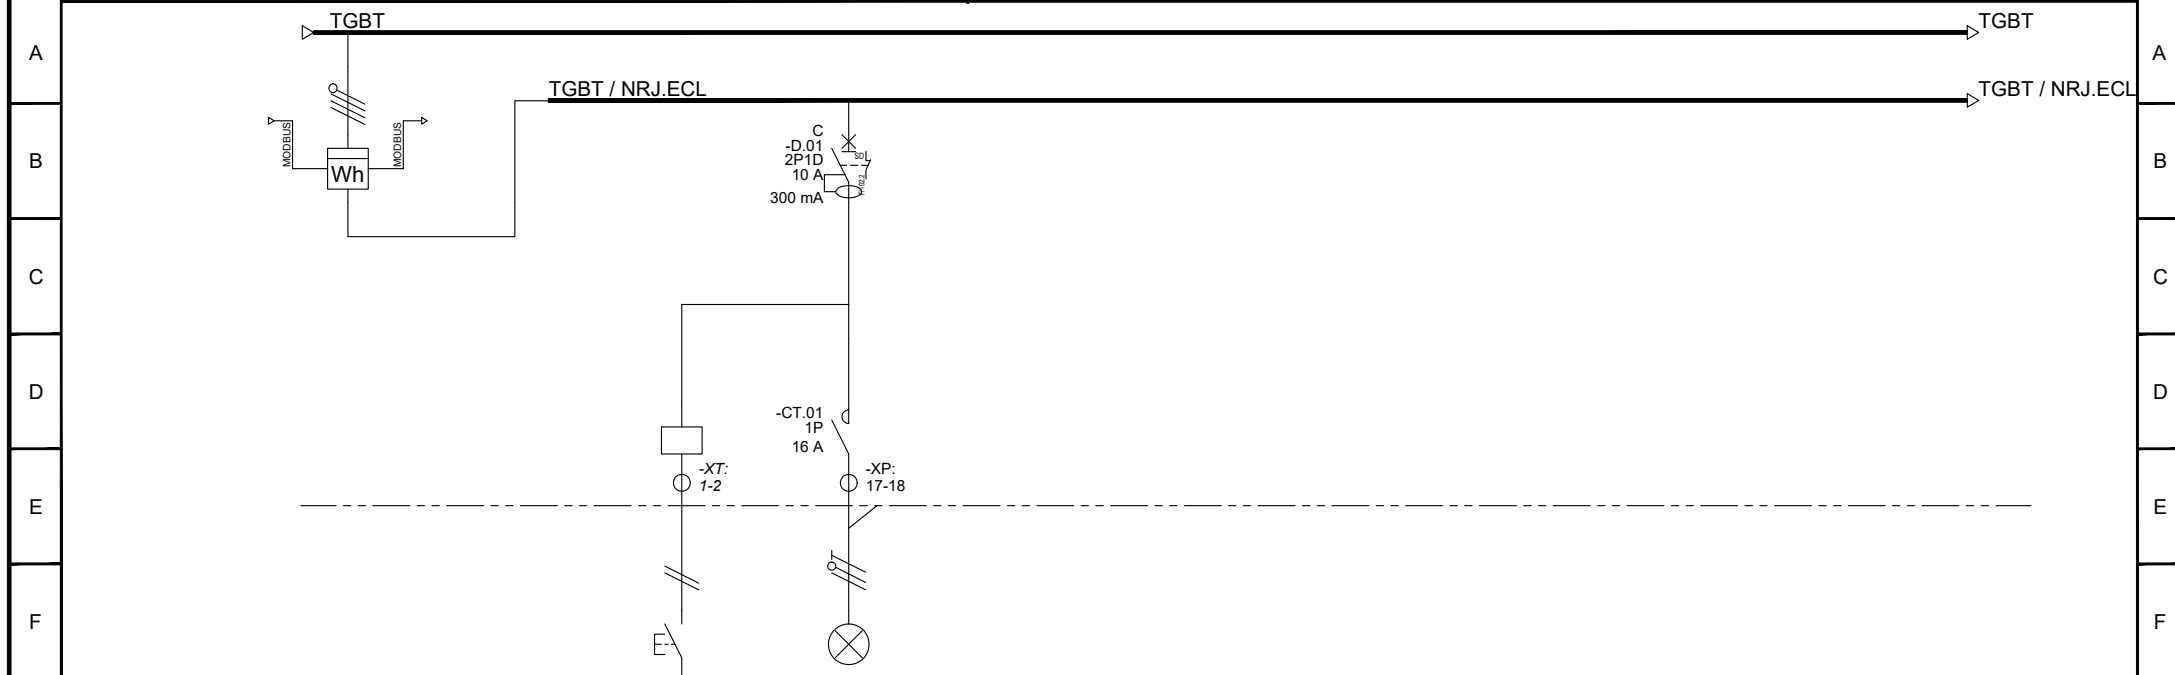 TGBT
TGBT
A
A
TGBT / NRJ.ECL
TGBT / NRJ.ECL
MODBUS
MODBUS
Wh
B
B
C
-D.01
2P1D
10 A
300 mA
SD
C
C
D
D
-CT.01
1P
16 A
-XT:
1-2
-XP:
17-18
E
E
F
F